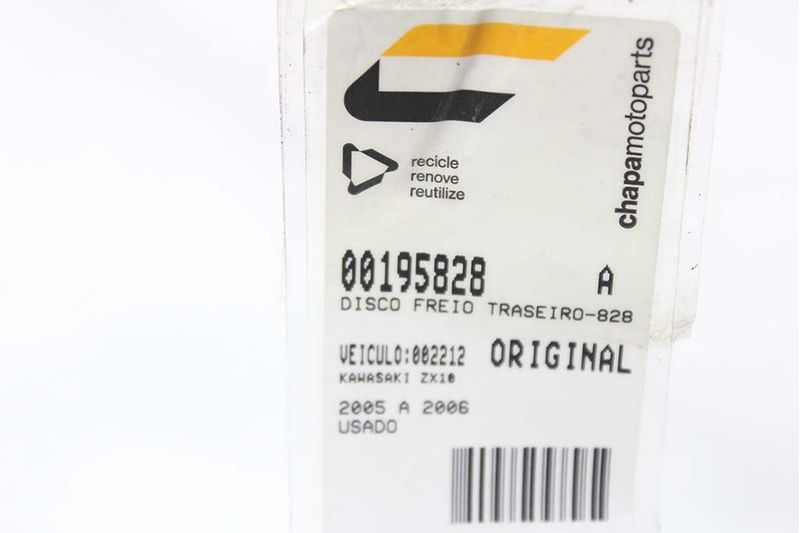 recicle
renove
reutilize
chapamotoparts
00195828 A
DISCO FREIO TRASEIRO-828
VEICULO:002212 ORIGINAL
KAWASAKI ZX10
2005 A 2006
USADO